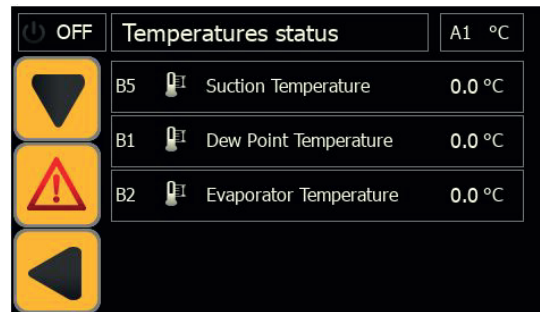 OFF Temperatures status A1 °C
B5 Suction Temperature 0.0 °C
B1 Dew Point Temperature 0.0 °C
B2 Evaporator Temperature 0.0 °C